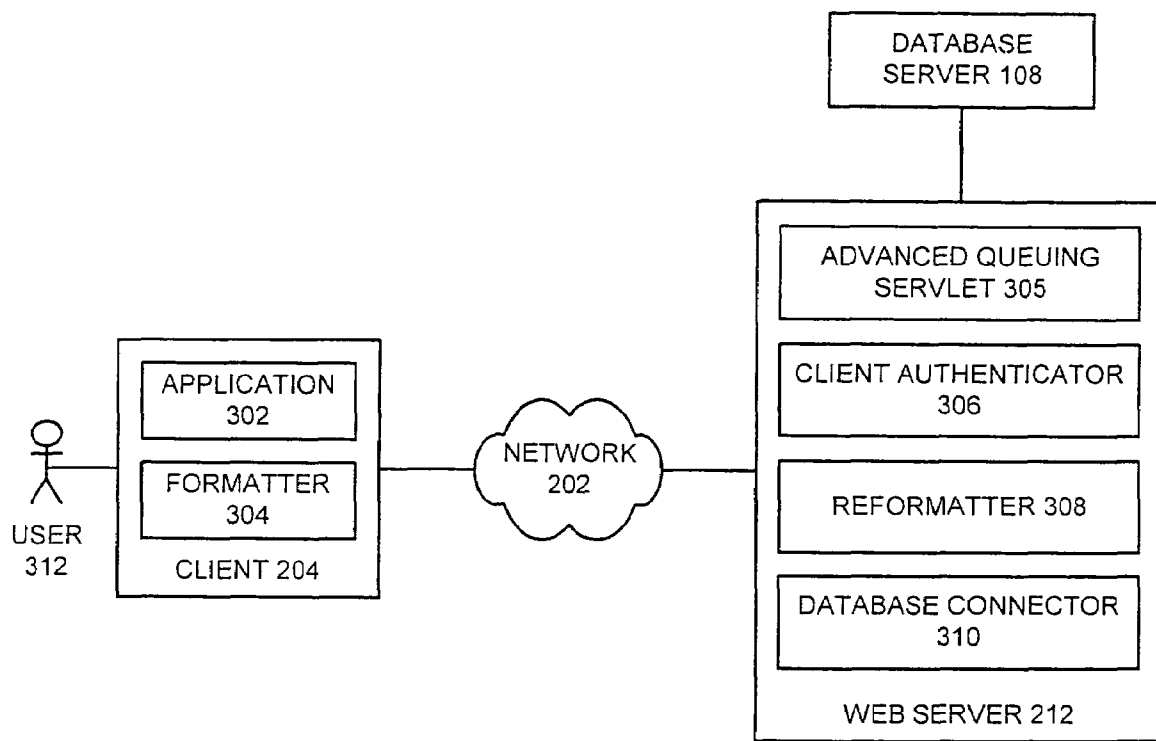 DATABASE
SERVER 108
ADVANCED QUEUING
SERVLET 305
CLIENT AUTHENTICATOR
306
REFORMATTER 308
DATABASE CONNECTOR
310
WEB SERVER 212
NETWORK
202
APPLICATION
302
FORMATTER
304
CLIENT 204
USER
312